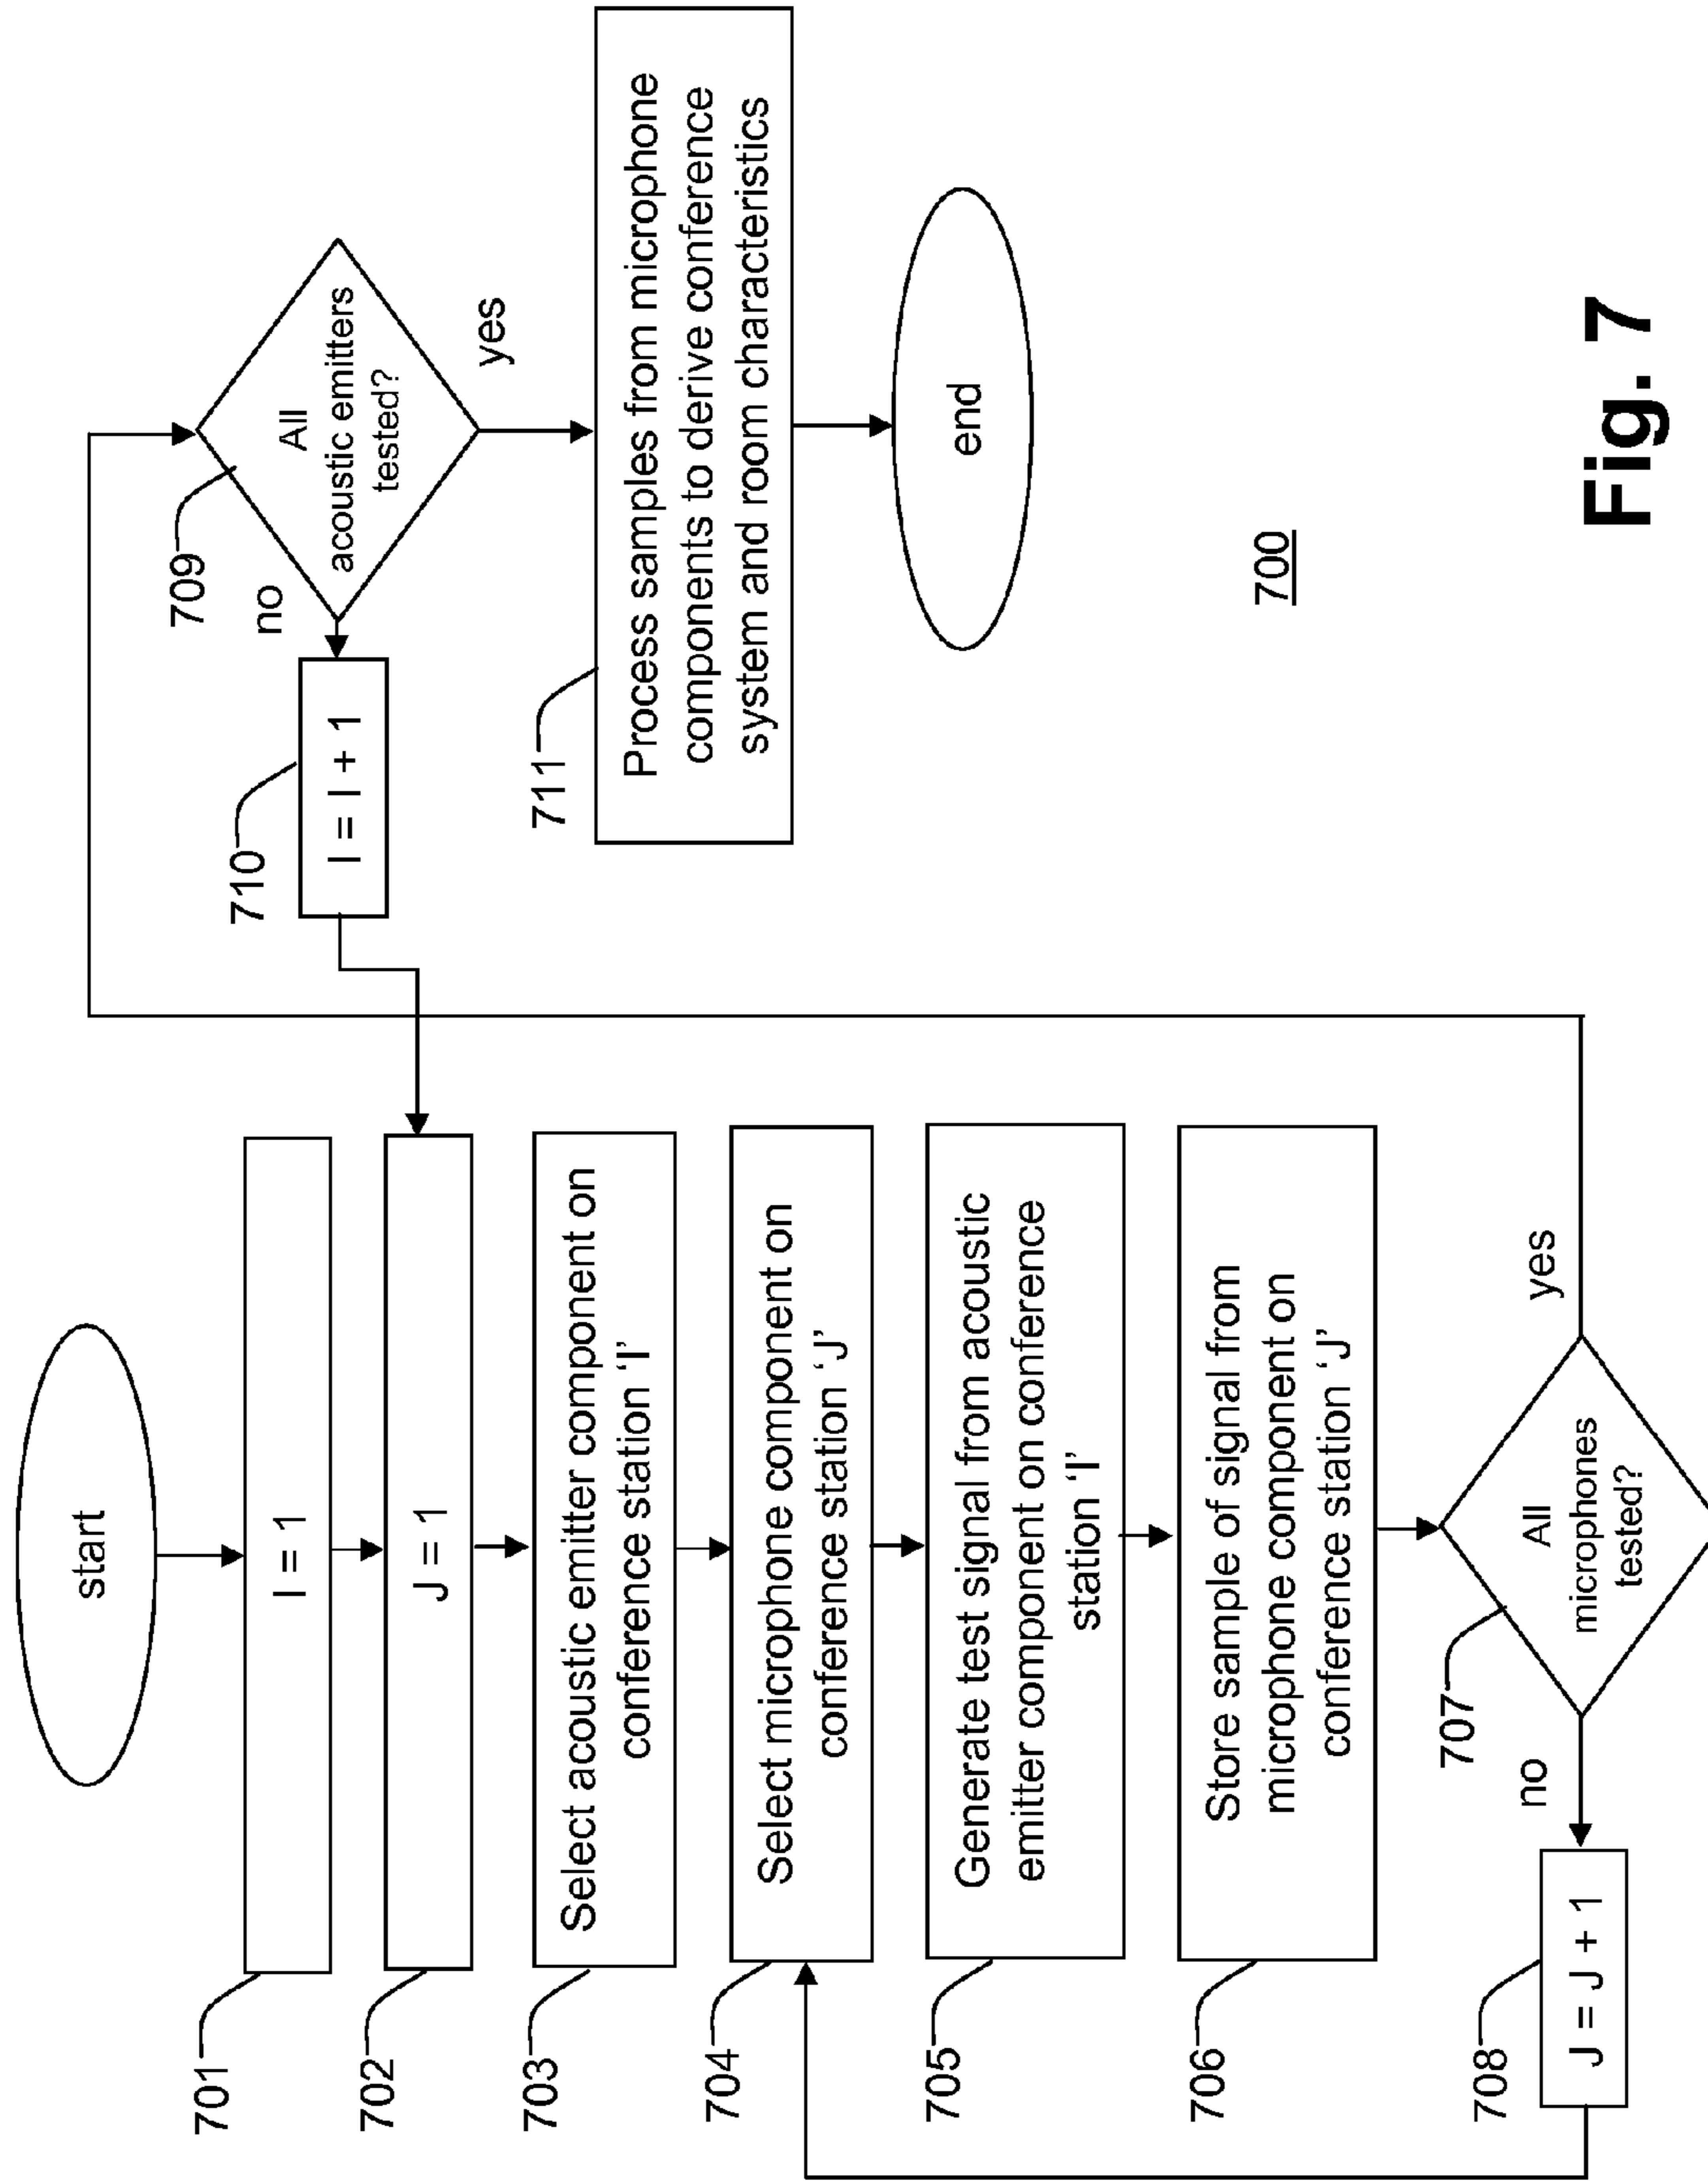 start
701
I = 1
702
J = 1
703
Select acoustic emitter component on
conference station 'I'
704
Select microphone component on
conference station 'J'
705
Generate test signal from acoustic
emitter component on conference
station 'I'
706
Store sample of signal from
microphone component on
conference station 'J'
707
All
microphones
tested?
no
yes
708
J = J + 1
709
All
acoustic emitters
tested?
no
yes
710
I = I + 1
711
Process samples from microphone
components to derive conference
system and room characteristics
end
700
Fig. 7